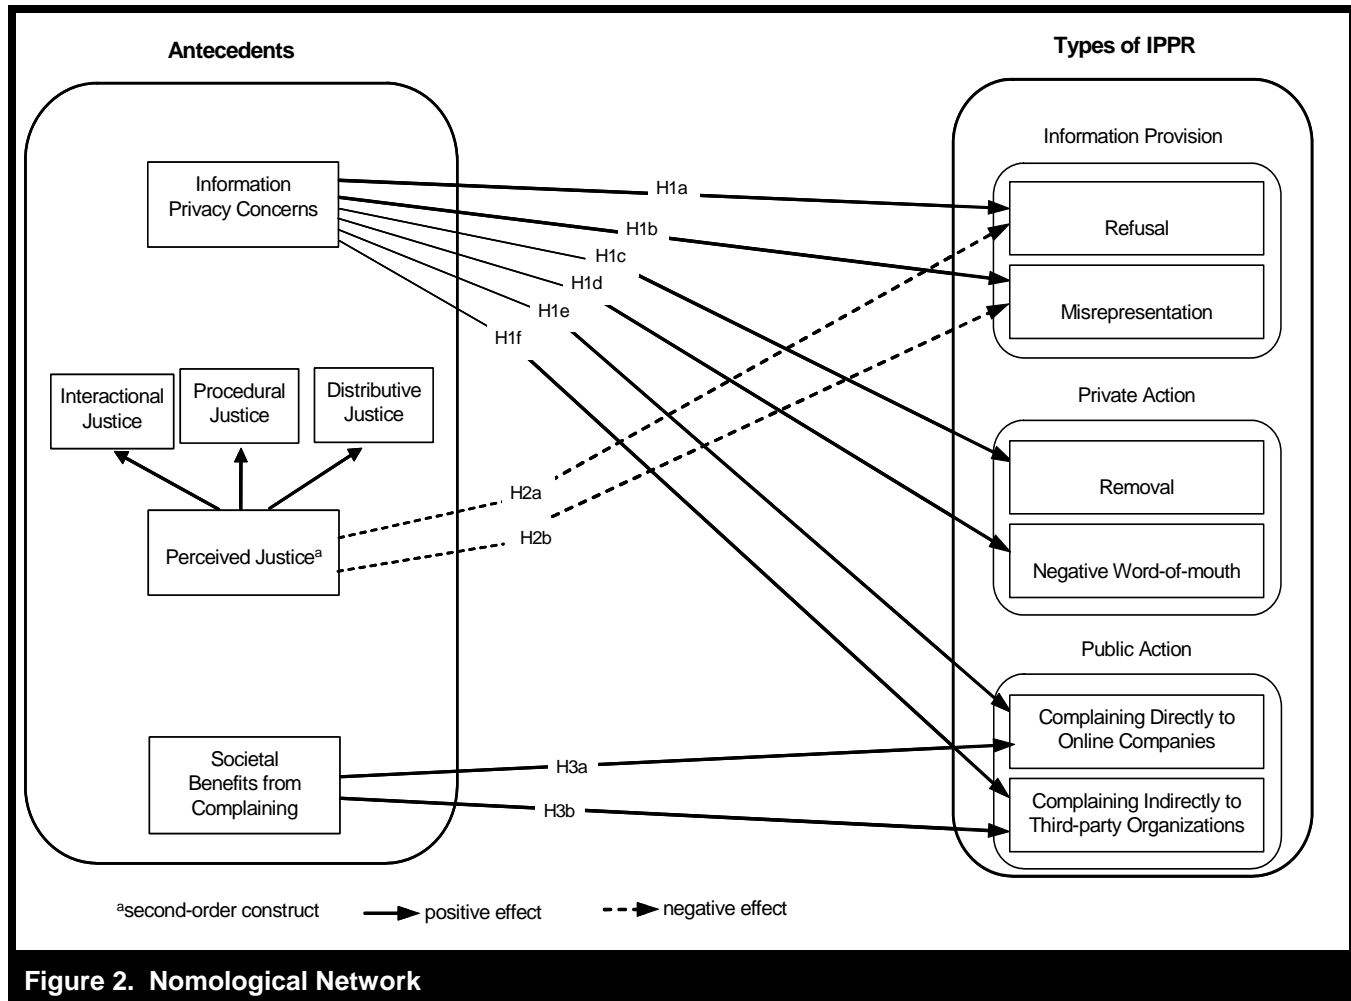 Antecedents
Types of IPPR
Information
Privacy Concerns
Interactional
Justice
Procedural
Justice
Distributive
Justice
Perceived Justiceᵃ
Societal
Benefits from
Complaining
H1a
H1b
H1c
H1d
H1e
H1f
H2a
H2b
H3a
H3b
Information Provision
Refusal
Misrepresentation
Private Action
Removal
Negative Word-of-mouth
Public Action
Complaining Directly to
Online Companies
Complaining Indirectly to
Third-party Organizations
ᵃsecond-order construct
positive effect
negative effect
Figure 2. Nomological Network